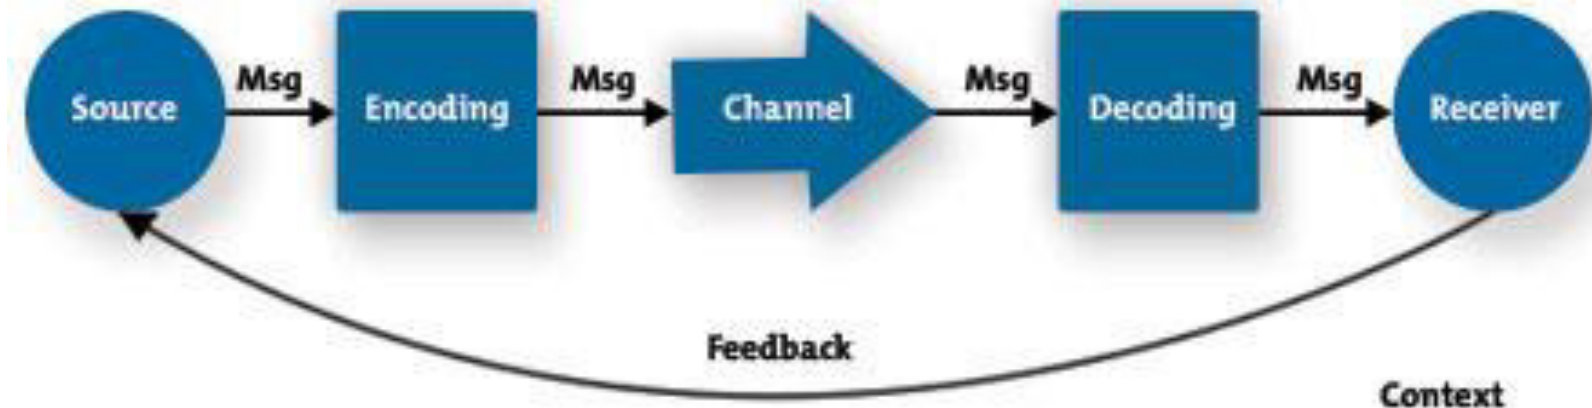 Msg Msg Msg Msg
Source Encoding Channel Decoding Receiver
Feedback
Context